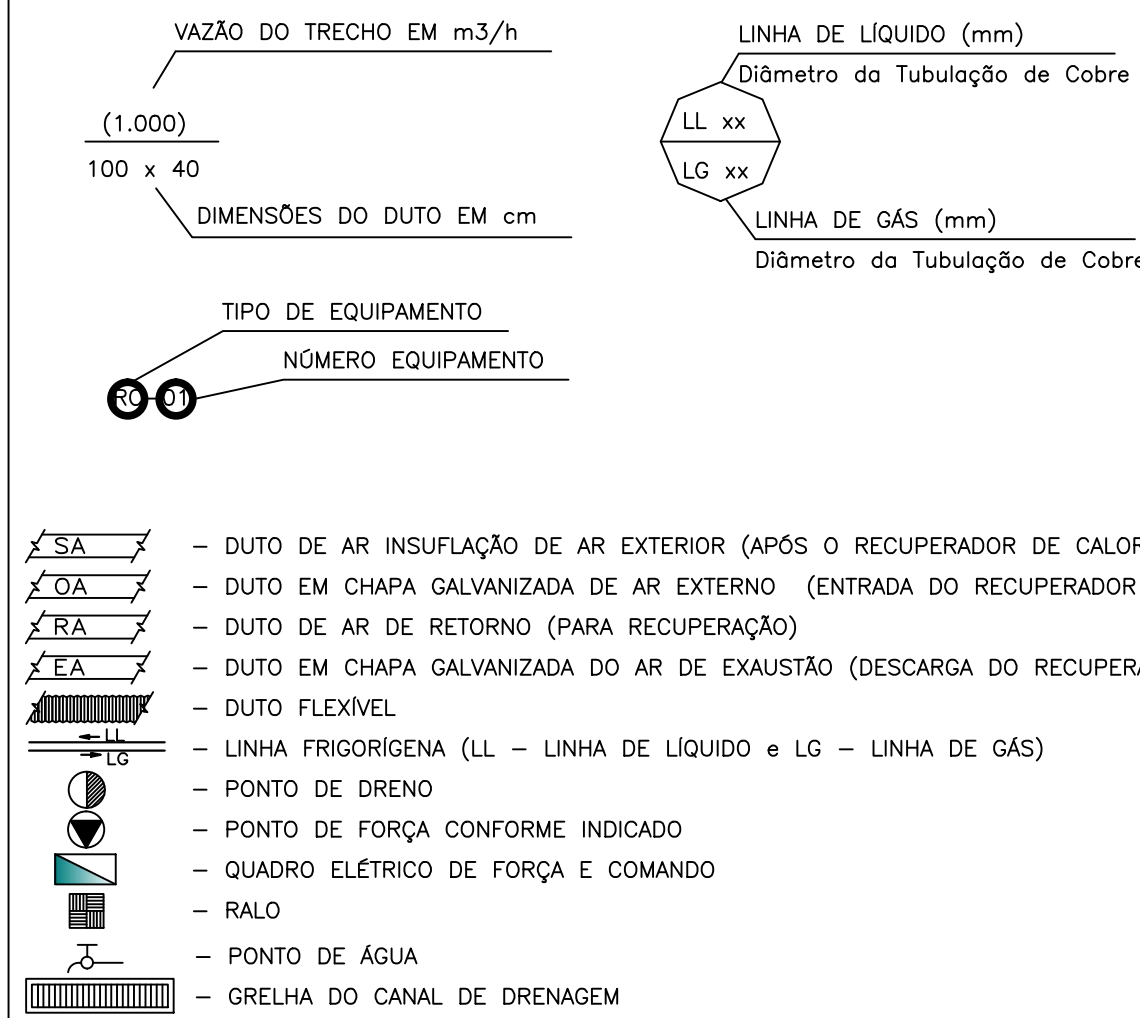 VAZÃO DO TRECHO EM m3/h
(1.000)
100 x 40
DIMENSÕES DO DUTO EM cm
LINHA DE LÍQUIDO (mm)
Diâmetro da Tubulação de Cobre
LL xx
LG xx
LINHA DE GÁS (mm)
Diâmetro da Tubulação de Cobre
TIPO DE EQUIPAMENTO
NÚMERO EQUIPAMENTO
RC 01
SA – DUTO DE AR INSUFLAÇÃO DE AR EXTERIOR (APÓS O RECUPERADOR DE CALOR
OA – DUTO EM CHAPA GALVANIZADA DE AR EXTERNO (ENTRADA DO RECUPERADOR
RA – DUTO DE AR DE RETORNO (PARA RECUPERAÇÃO)
EA – DUTO EM CHAPA GALVANIZADA DO AR DE EXAUSTÃO (DESCARGA DO RECUPERA
– DUTO FLEXÍVEL
LL
LG
– LINHA FRIGORÍGENA (LL – LINHA DE LÍQUIDO e LG – LINHA DE GÁS)
– PONTO DE DRENO
– PONTO DE FORÇA CONFORME INDICADO
– QUADRO ELÉTRICO DE FORÇA E COMANDO
– RALO
– PONTO DE ÁGUA
– GRELHA DO CANAL DE DRENAGEM